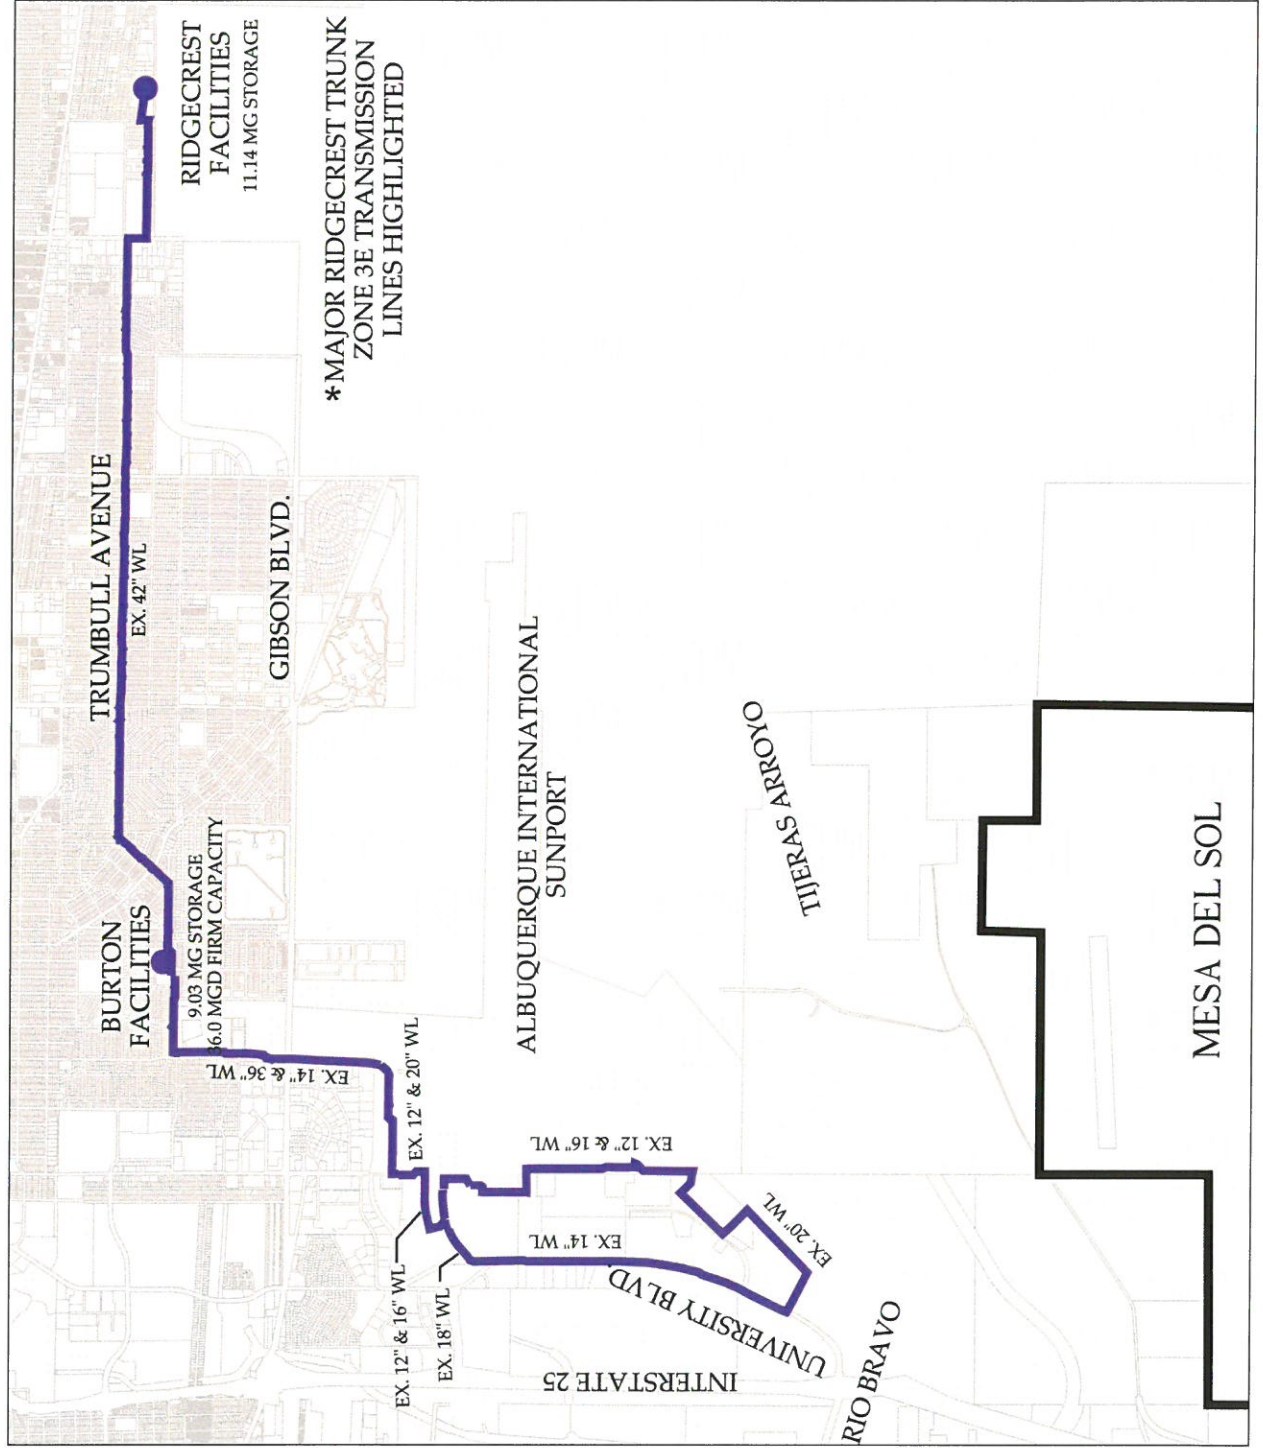 RIDGECREST
FACILITIES
11.14 MG STORAGE
*MAJOR RIDGECREST TRUNK
ZONE 3E TRANSMISSION
LINES HIGHLIGHTED
TRUMBULL AVENUE
EX. 42" WL
GIBSON BLVD.
BURTON
FACILITIES
9.03 MG STORAGE
36.0 MGD FIRM CAPACITY
EX. 14" & 36" WL
EX. 12" & 20" WL
ALBUQUERQUE INTERNATIONAL
SUNPORT
TIJERAS ARROYO
MESA DEL SOL
EX. 12" & 16" WL
EX. 18" WL
EX. 12" & 16" WL
EX. 14" WL
EX. 20" WL
UNIVERSITY BLVD.
INTERSTATE 25
RIO BRAVO